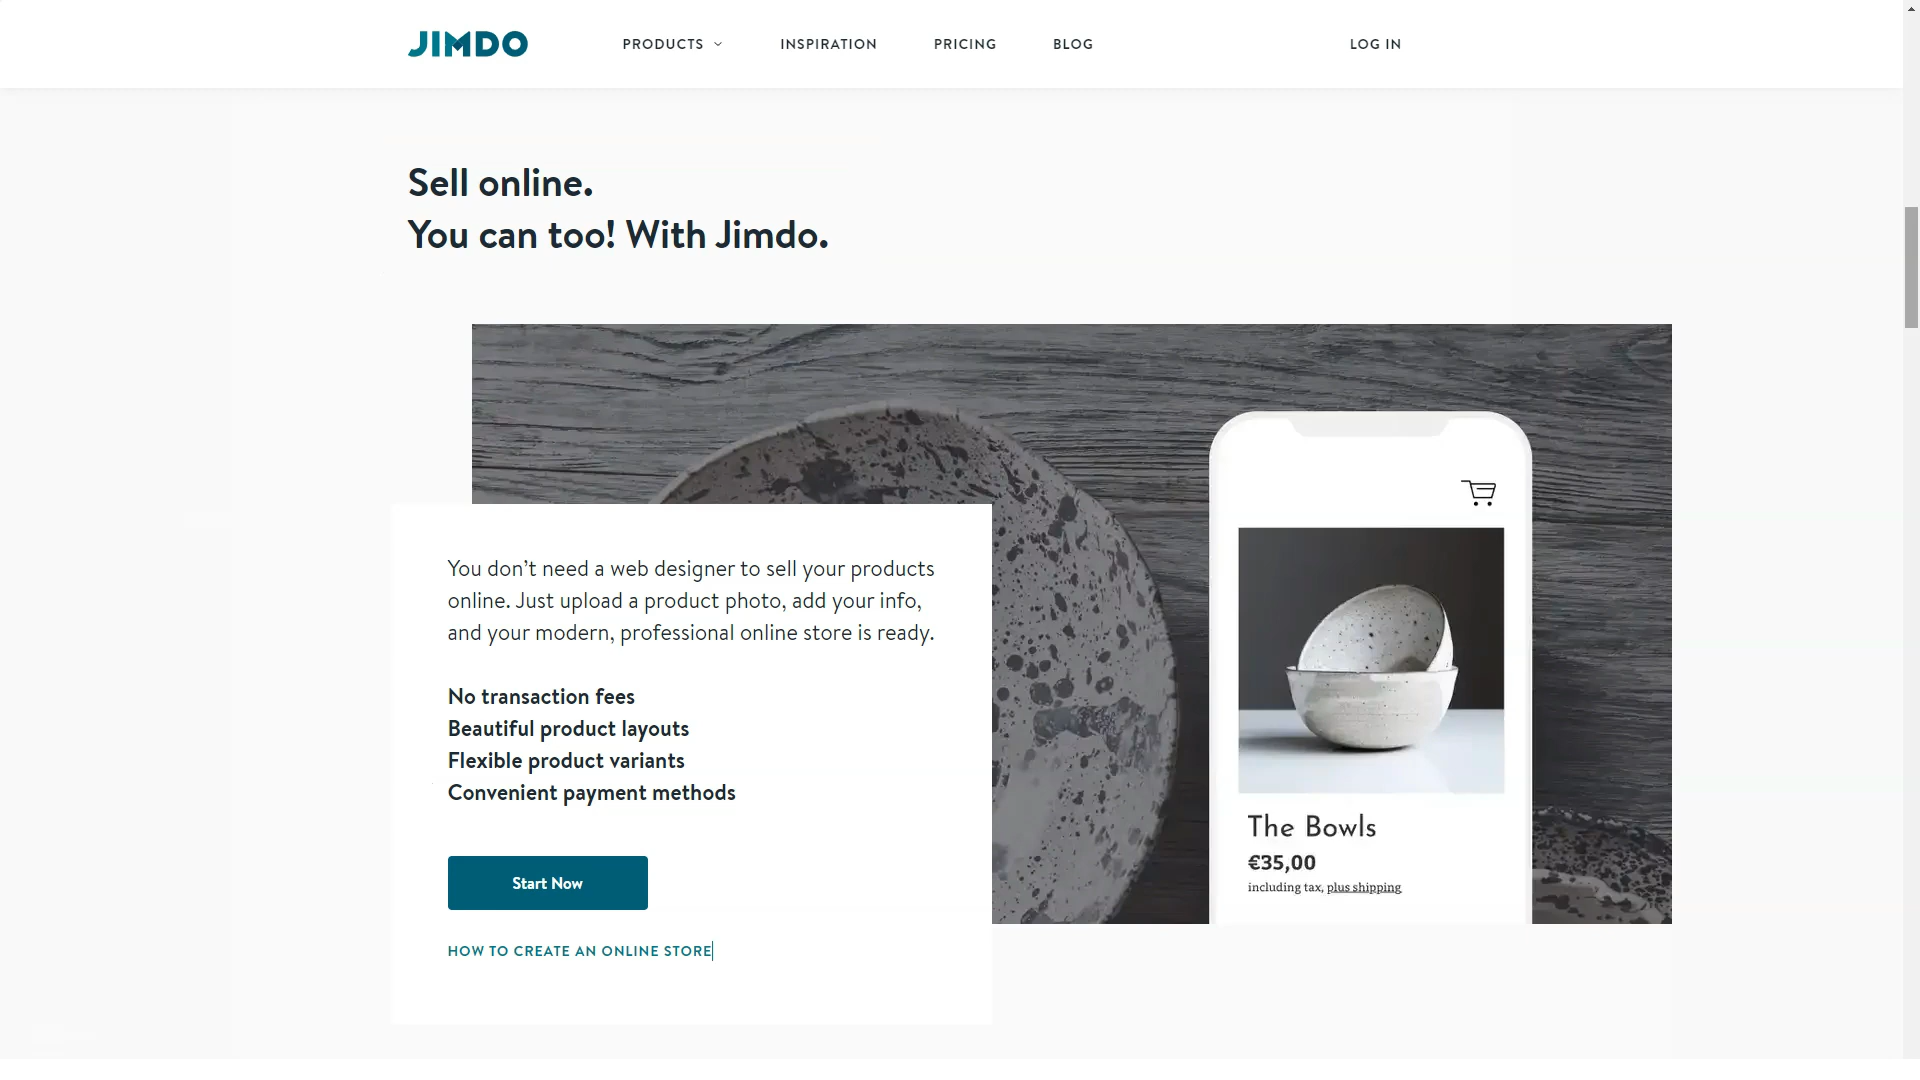 JIMDO
PRODUCTS
INSPIRATION
PRICING
BLOG
LOG IN
Sell online.
You can too! With Jimdo.
You don’t need a web designer to sell your products
online. Just upload a product photo, add your info,
and your modern, professional online store is ready.
No transaction fees
Beautiful product layouts
Flexible product variants
Convenient payment methods
Start Now
HOW TO CREATE AN ONLINE STORE
The Bowls
€35,00
including tax, plus shipping